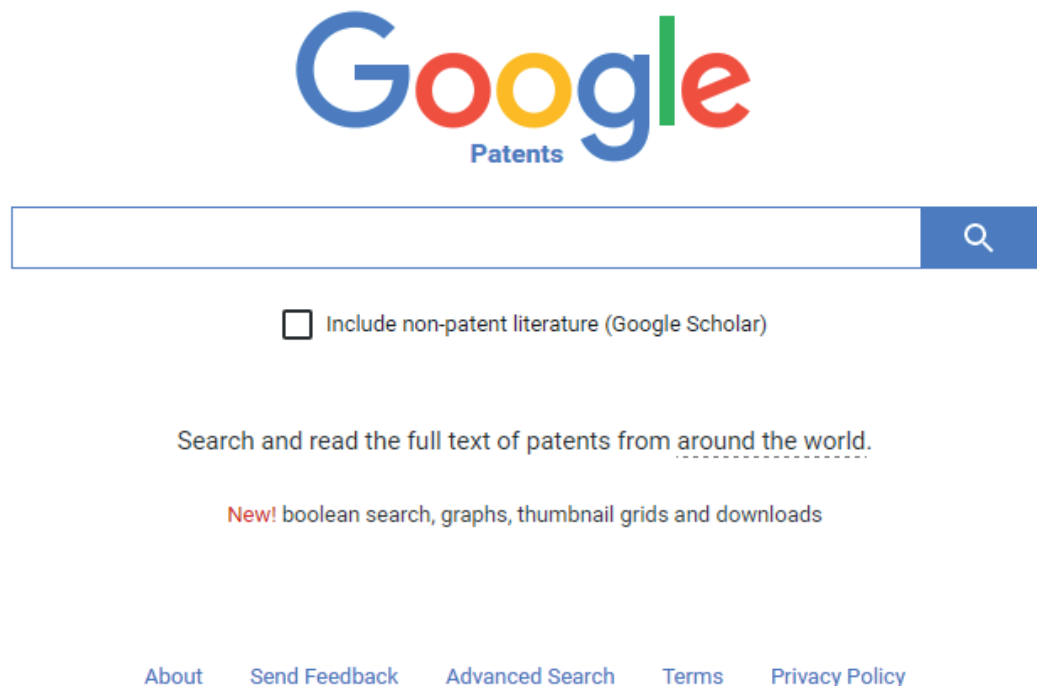 Google
Patents
Include non-patent literature (Google Scholar)
Search and read the full text of patents from around the world.
New! boolean search, graphs, thumbnail grids and downloads
About Send Feedback Advanced Search Terms Privacy Policy